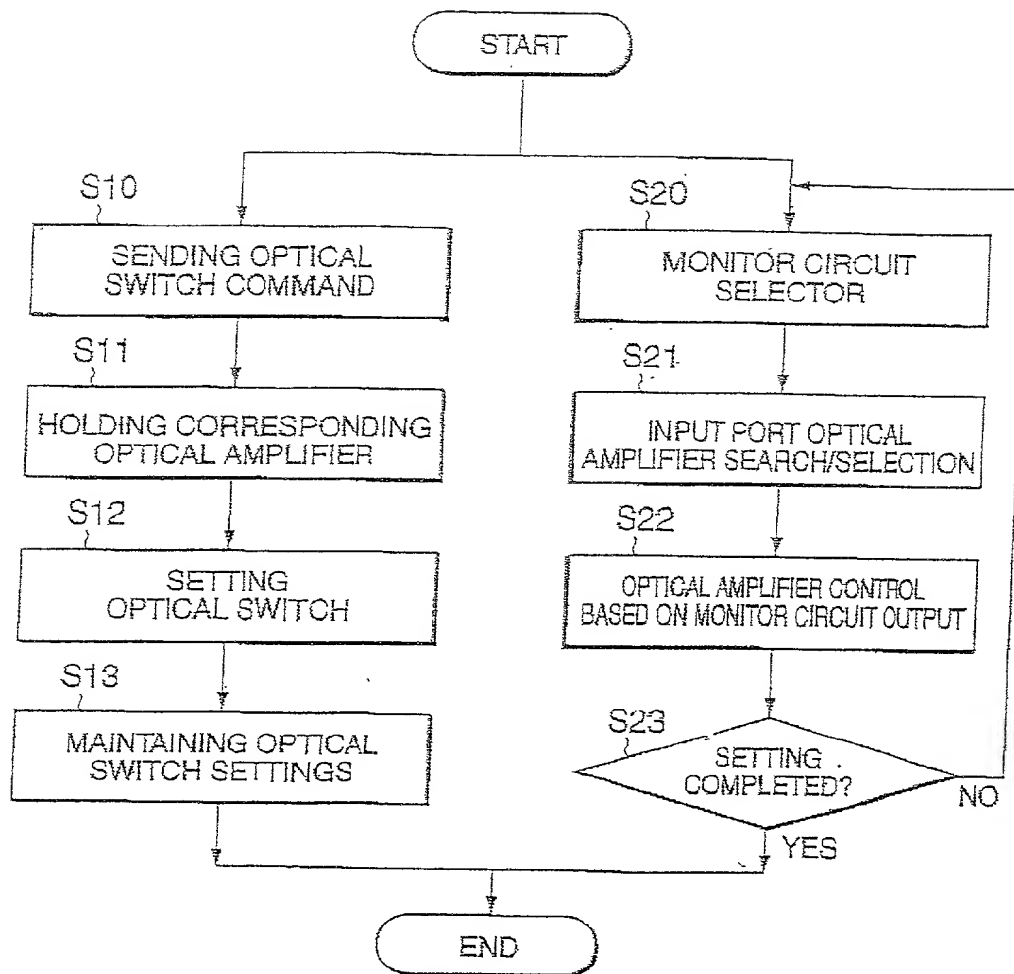 START
S10
SENDING OPTICAL
SWITCH COMMAND
S11
HOLDING CORRESPONDING
OPTICAL AMPLIFIER
S12
SETTING
OPTICAL SWITCH
S13
MAINTAINING OPTICAL
SWITCH SETTINGS
S20
MONITOR CIRCUIT
SELECTOR
S21
INPUT PORT OPTICAL
AMPLIFIER SEARCH/SELECTION
S22
OPTICAL AMPLIFIER CONTROL
BASED ON MONITOR CIRCUIT OUTPUT
S23
SETTING
COMPLETED?
NO
YES
END